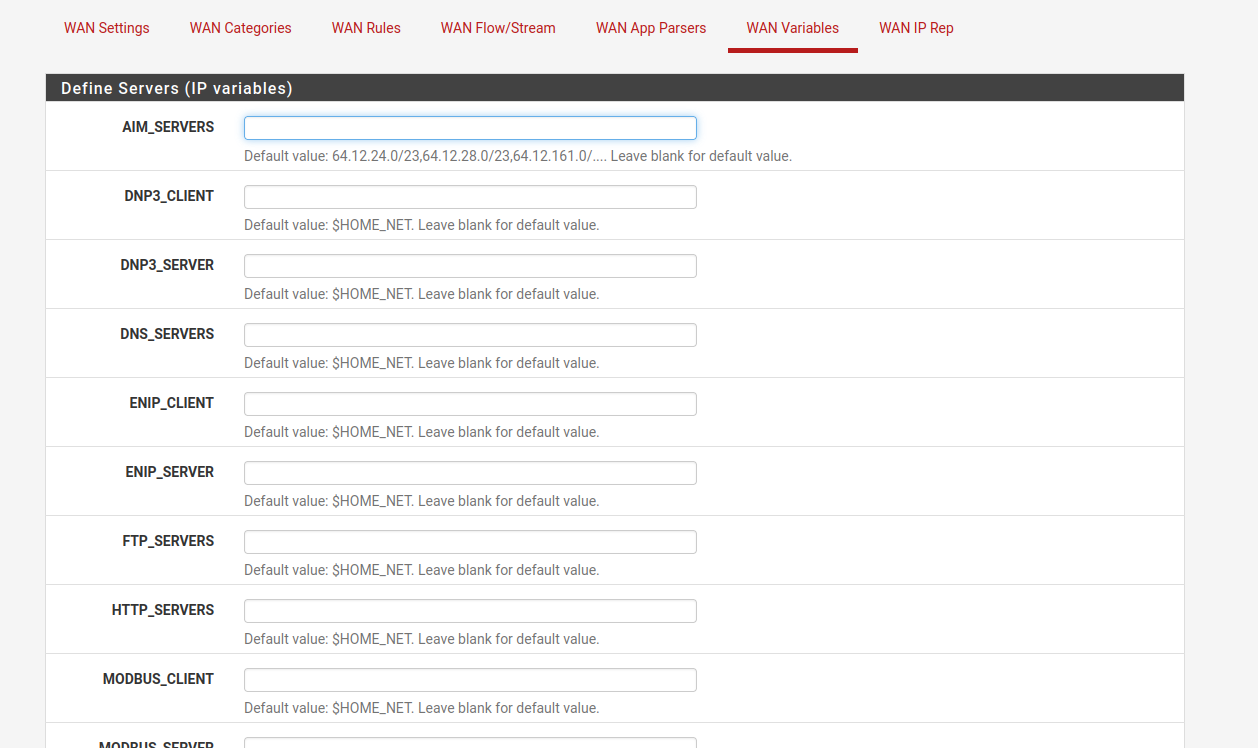 WAN Settings WAN Categories WAN Rules WAN Flow/Stream WAN App Parsers WAN Variables WAN IP Rep
Define Servers (IP variables)
AIM_SERVERS
Default value: 64.12.24.0/23,64.12.28.0/23,64.12.161.0/.... Leave blank for default value.
DNP3_CLIENT
Default value: $HOME_NET. Leave blank for default value.
DNP3_SERVER
Default value: $HOME_NET. Leave blank for default value.
DNS_SERVERS
Default value: $HOME_NET. Leave blank for default value.
ENIP_CLIENT
Default value: $HOME_NET. Leave blank for default value.
ENIP_SERVER
Default value: $HOME_NET. Leave blank for default value.
FTP_SERVERS
Default value: $HOME_NET. Leave blank for default value.
HTTP_SERVERS
Default value: $HOME_NET. Leave blank for default value.
MODBUS_CLIENT
Default value: $HOME_NET. Leave blank for default value.
MODBUS_SERVER